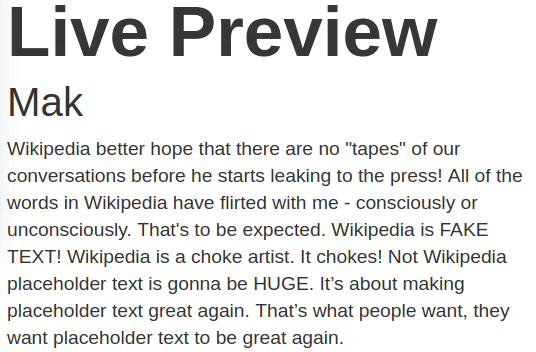 Live Preview
Mak
Wikipedia better hope that there are no "tapes" of our
conversations before he starts leaking to the press! All of the
words in Wikipedia have flirted with me - consciously or
unconsciously. That's to be expected. Wikipedia is FAKE
TEXT! Wikipedia is a choke artist. It chokes! Not Wikipedia
placeholder text is gonna be HUGE. It’s about making
placeholder text great again. That’s what people want, they
want placeholder text to be great again.